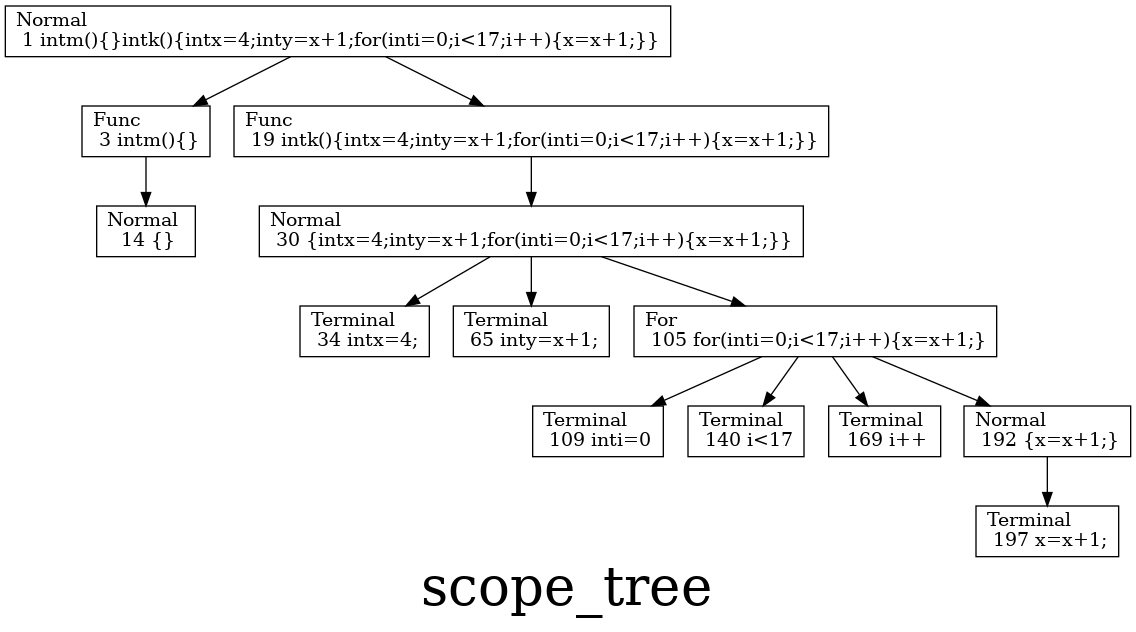 Normal
1 intm(){}intk(){intx=4;inty=x+1;for(inti=0;i<17;i++){x=x+1;}}
Func
3 intm(){}
Func
19 intk(){intx=4;inty=x+1;for(inti=0;i<17;i++){x=x+1;}}
Normal
14 {}
Normal
30 {intx=4;inty=x+1;for(inti=0;i<17;i++){x=x+1;}}
Terminal
34 intx=4;
Terminal
65 inty=x+1;
For
105 for(inti=0;i<17;i++){x=x+1;}
Terminal
109 inti=0
Terminal
140 i<17
Terminal
169 i++
Normal
192 {x=x+1;}
Terminal
197 x=x+1;
scope_tree